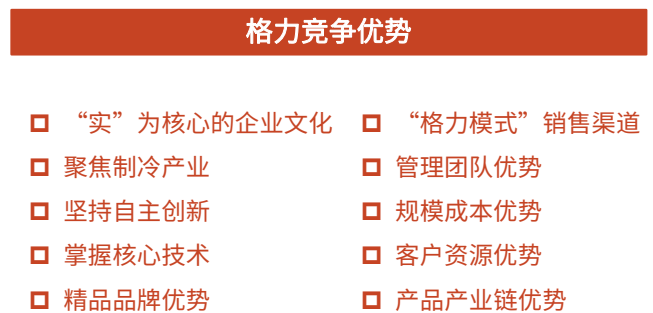 格力竞争优势
“实”为核心的企业文化
聚焦制冷产业
坚持自主创新
掌握核心技术
精品品牌优势
“格力模式”销售渠道
管理团队优势
规模成本优势
客户资源优势
产品产业链优势